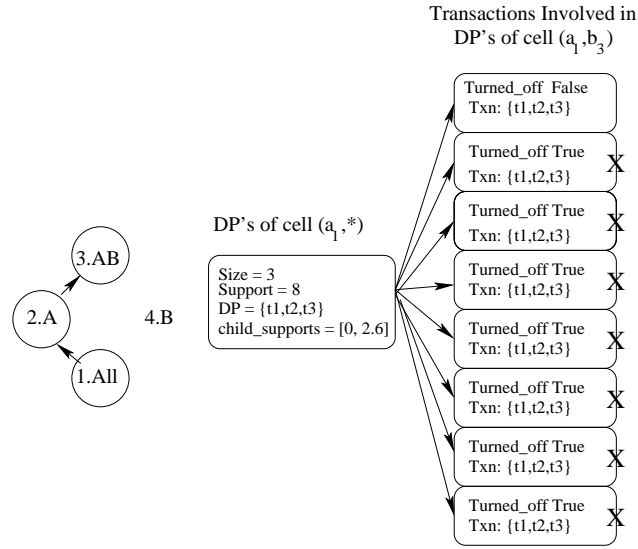 Transactions Involved in
DP's of cell (a1,b3)
Turned_off False
Txn: {t1,t2,t3}
Turned_off True
Txn: {t1,t2,t3}
X
Turned_off True
Txn: {t1,t2,t3}
X
Turned_off True
Txn: {t1,t2,t3}
X
Turned_off True
Txn: {t1,t2,t3}
X
Turned_off True
Txn: {t1,t2,t3}
X
Turned_off True
Txn: {t1,t2,t3}
X
Turned_off True
Txn: {t1,t2,t3}
X
DP's of cell (a1,*)
Size = 3
Support = 8
DP = {t1,t2,t3}
child_supports = [0, 2.6]
3.AB
2.A
4.B
1.All